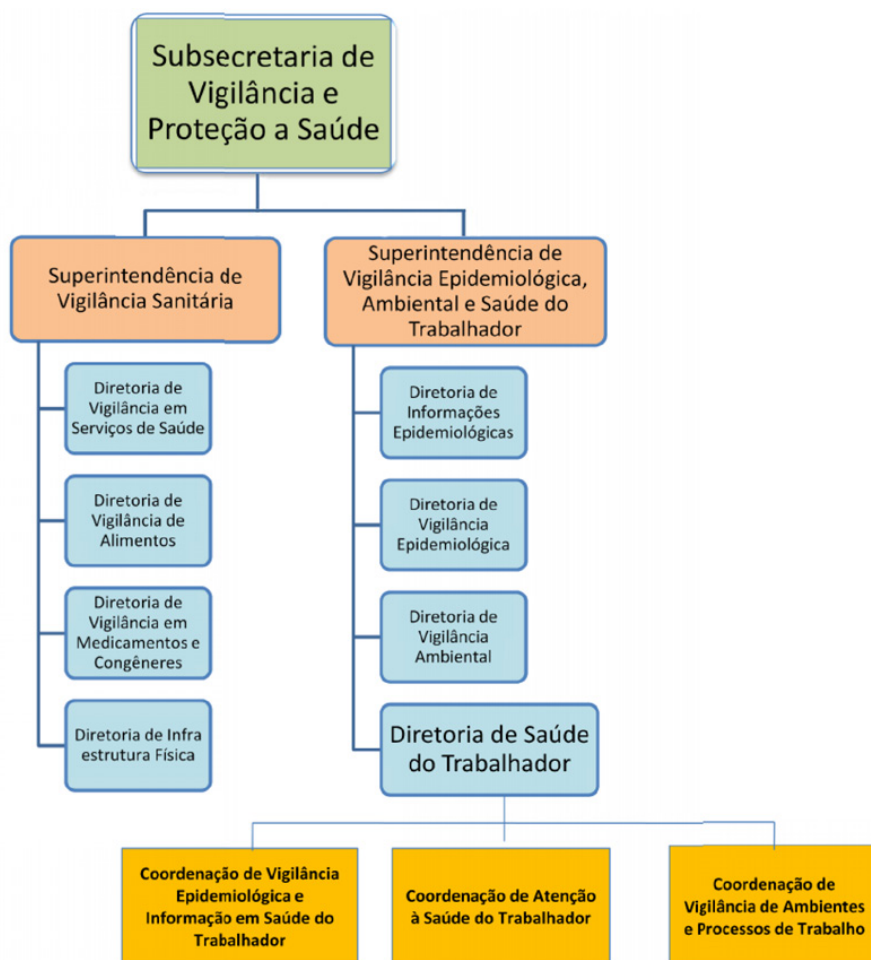 Subsecretaria de
Vigilância e
Proteção a Saúde
Superintendência de
Vigilância Sanitária
Superintendência de
Vigilância Epidemiológica,
Ambiental e Saúde do
Trabalhador
Diretoria de
Vigilância em
Serviços de Saúde
Diretoria de
Vigilância de
Alimentos
Diretoria de
Vigilância em
Medicamentos e
Congêneres
Diretoria de Infra
estrutura Física
Diretoria de
Informações
Epidemiológicas
Diretoria de
Vigilância
Epidemiológica
Diretoria de
Vigilância
Ambiental
Diretoria de Saúde
do Trabalhador
Coordenação de Vigilância
Epidemiológica e
Informação em Saúde do
Trabalhador
Coordenação de Atenção
à Saúde do Trabalhador
Coordenação de
Vigilância de Ambientes
e Processos de Trabalho